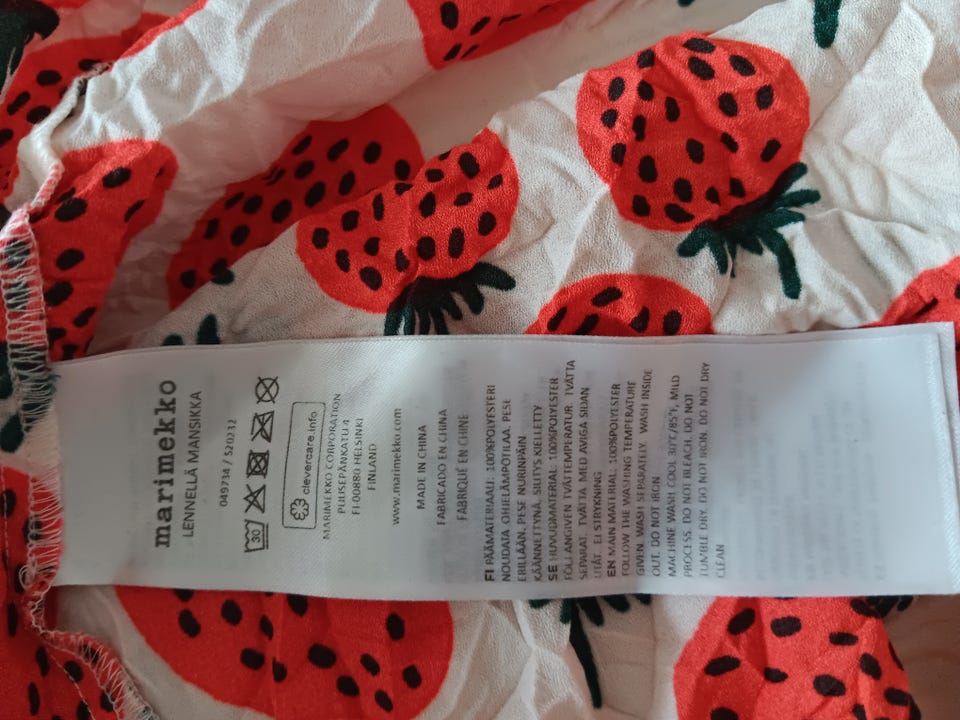 marimekko
LENNELLÄ MANSIKKA
049734 / S20232
30
clevercare.info
MARIMEKKO CORPORATION
PUUSEPÄNKATU 4
FI-00880 HELSINKI
FINLAND
www.marimekko.com
MADE IN CHINA
FABRICADO EN CHINA
FABRIQUÉ EN CHINE
FI PÄÄMATERIAALI: 100%POLYESTERI
NOUDATA OHJELÄMPÖTILAA. PESE
ERILLÄÄN. PESE NURINPÄIN
KÄÄNNETTYNÄ. SILITYS KIELLETTY
SE HUVUDMATERIAL: 100%POLYESTER
FÖLJ ANGIVEN TVÄTTEMPERATUR. TVÄTTA
SEPARAT. TVÄTTA MED AVIGA SIDAN
UTÅT. EJ STRYKNING
EN MAIN MATERIAL: 100%POLYESTER
FOLLOW THE WASHING TEMPERATURE
GIVEN. WASH SEPARATELY. WASH INSIDE
OUT. DO NOT IRON
MACHINE WASH COOL 30°C/85°F, MILD
PROCESS. DO NOT BLEACH. DO NOT
TUMBLE DRY. DO NOT IRON. DO NOT DRY
CLEAN